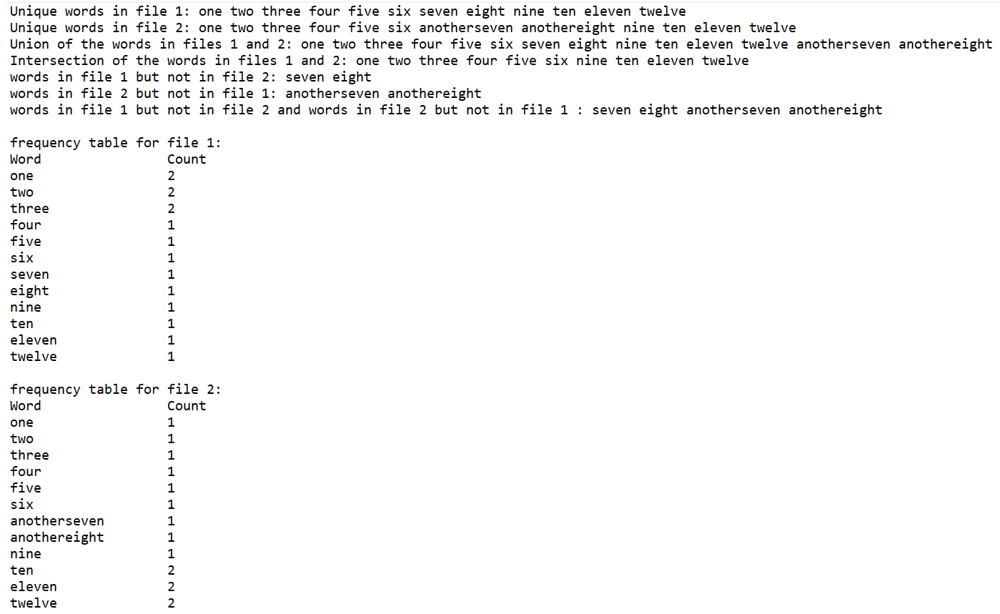 Unique words in file 1: one two three four five six seven eight nine ten eleven twelve
Unique words in file 2: one two three four five six anotherseven anothereight nine ten eleven twelve
Union of the words in files 1 and 2: one two three four five six seven eight nine ten eleven twelve anotherseven anothereight
Intersection of the words in files 1 and 2: one two three four five six nine ten eleven twelve
words in file 1 but not in file 2: seven eight
words in file 2 but not in file 1: anotherseven anothereight
words in file 1 but not in file 2 and words in file 2 but not in file 1 : seven eight anotherseven anothereight

frequency table for file 1:
Word                Count
one                 2
two                 2
three               2
four                1
five                1
six                 1
seven               1
eight               1
nine                1
ten                 1
eleven              1
twelve              1

frequency table for file 2:
Word                Count
one                 1
two                 1
three               1
four                1
five                1
six                 1
anotherseven        1
anothereight        1
nine                1
ten                 2
eleven              2
twelve              2